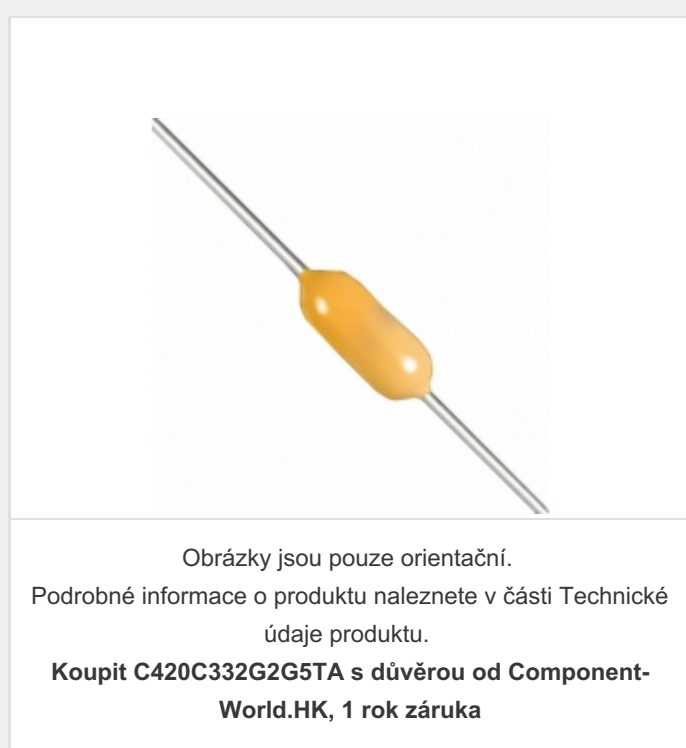 Obrázky jsou pouze orientační.
Podrobné informace o produktu naleznete v části Technické
údaje produktu.
Koupit C420C332G2G5TA s důvěrou od Component-
World.HK, 1 rok záruka